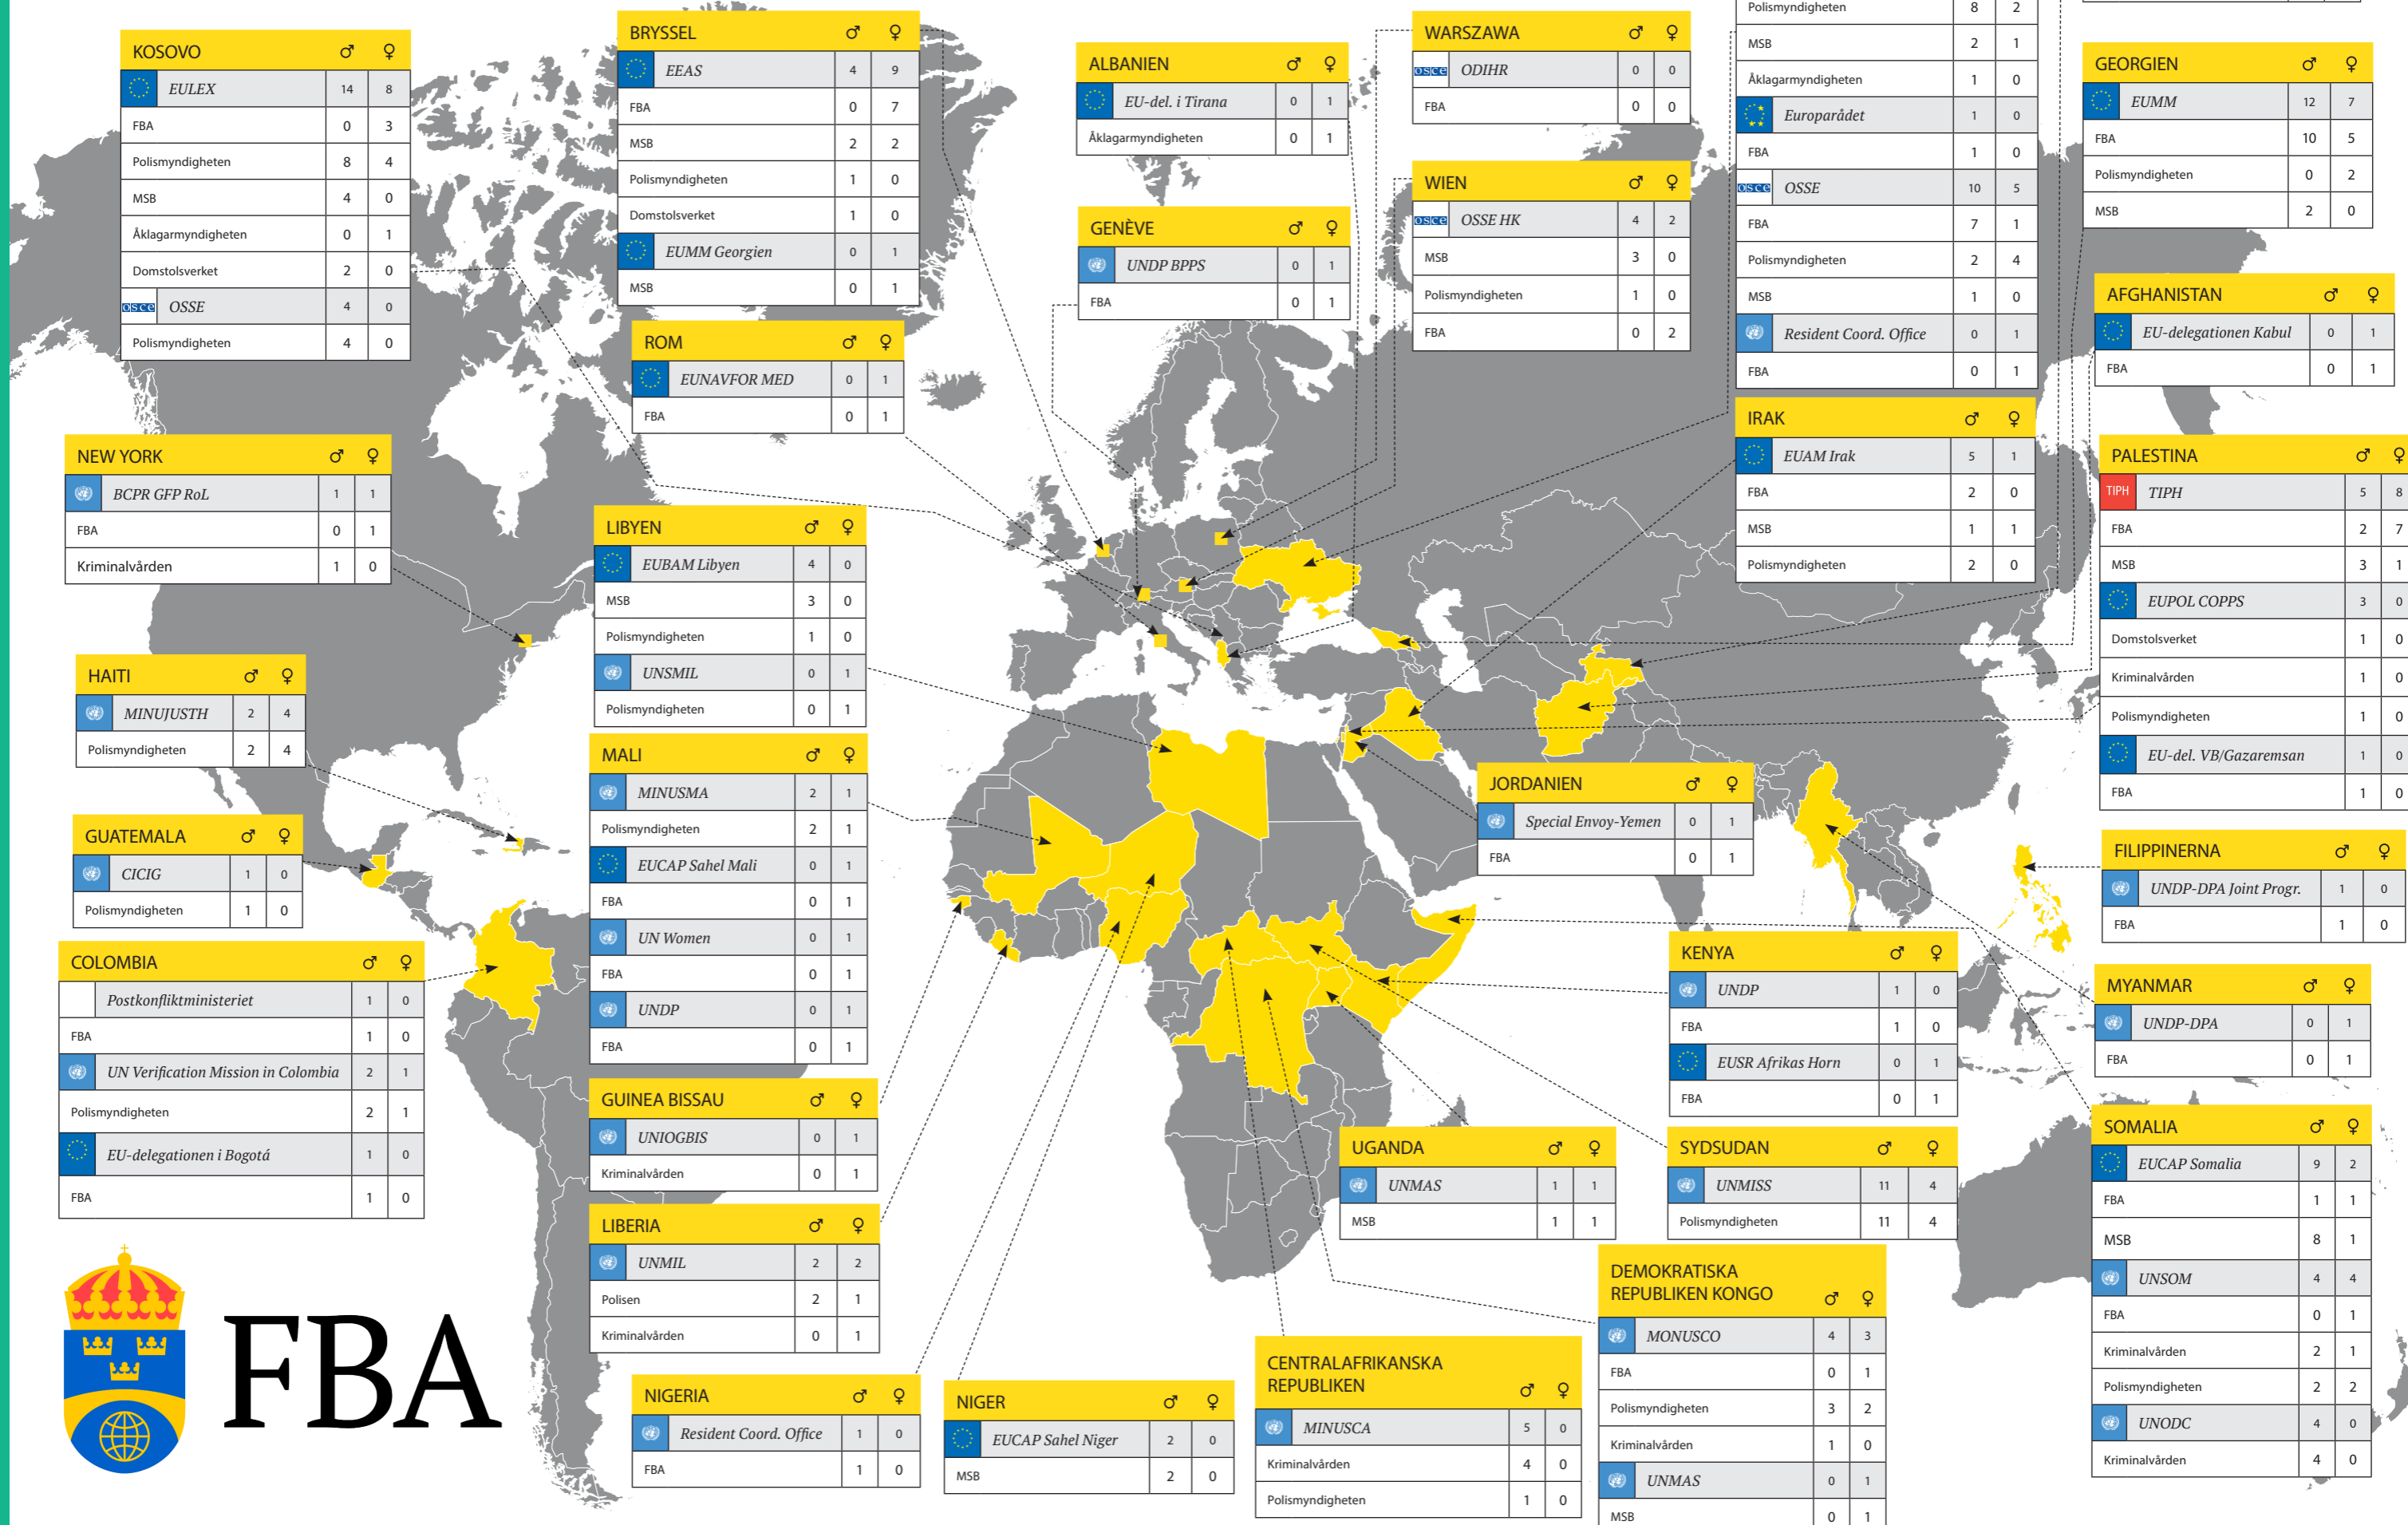 KOSOVO ♂ ♀
EULEX 14 8
FBA 0 3
Polismyndigheten 8 4
MSB 4 0
Åklagarmyndigheten 0 1
Domstolsverket 2 0
osce OSSE 4 0
Polismyndigheten 4 0
NEW YORK ♂ ♀
BCPR GFP RoL 1 1
FBA 0 1
Kriminalvården 1 0
HAITI ♂ ♀
MINUJUSTH 2 4
Polismyndigheten 2 4
GUATEMALA ♂ ♀
CICIG 1 0
Polismyndigheten 1 0
COLOMBIA ♂ ♀
Postkonfliktministeriet 1 0
FBA 1 0
UN Verification Mission in Colombia 2 1
Polismyndigheten 2 1
EU-delegationen i Bogotá 1 0
FBA 1 0
FBA
BRYSSEL ♂ ♀
EEAS 4 9
FBA 0 7
MSB 2 2
Polismyndigheten 1 0
Domstolsverket 1 0
EUMM Georgien 0 1
MSB 0 1
ROM ♂ ♀
EUNAVFOR MED 0 1
FBA 0 1
LIBYEN ♂ ♀
EUBAM Libyen 4 0
MSB 3 0
Polismyndigheten 1 0
UNSMIL 0 1
Polismyndigheten 0 1
MALI ♂ ♀
MINUSMA 2 1
Polismyndigheten 2 1
EUCAP Sahel Mali 0 1
FBA 0 1
UN Women 0 1
FBA 0 1
UNDP 0 1
FBA 0 1
GUINEA BISSAU ♂ ♀
UNIOGBIS 0 1
Kriminalvården 0 1
LIBERIA ♂ ♀
UNMIL 2 2
Polisen 2 1
Kriminalvården 0 1
NIGERIA ♂ ♀
Resident Coord. Office 1 0
FBA 1 0
NIGER ♂ ♀
EUCAP Sahel Niger 2 0
MSB 2 0
ALBANIEN ♂ ♀
EU-del. i Tirana 0 1
Åklagarmyndigheten 0 1
GENÈVE ♂ ♀
UNDP BPPS 0 1
FBA 0 1
WARSZAWA ♂ ♀
osce ODIHR 0 0
FBA 0 0
WIEN ♂ ♀
osce OSSE HK 4 2
MSB 3 0
Polismyndigheten 1 0
FBA 0 2
Polismyndigheten 8 2
MSB 2 1
Åklagarmyndigheten 1 0
Europarådet 1 0
FBA 1 0
osce OSSE 10 5
FBA 7 1
Polismyndigheten 2 4
MSB 1 0
Resident Coord. Office 0 1
FBA 0 1
IRAK ♂ ♀
EUAM Irak 5 1
FBA 2 0
MSB 1 1
Polismyndigheten 2 0
JORDANIEN ♂ ♀
Special Envoy-Yemen 0 1
FBA 0 1
KENYA ♂ ♀
UNDP 1 0
FBA 1 0
EUSR Afrikas Horn 0 1
FBA 0 1
UGANDA ♂ ♀
UNMAS 1 1
MSB 1 1
SYDSUDAN ♂ ♀
UNMISS 11 4
Polismyndigheten 11 4
CENTRALAFRIKANSKA
REPUBLIKEN ♂ ♀
MINUSCA 5 0
Kriminalvården 4 0
Polismyndigheten 1 0
DEMOKRATISKA
REPUBLIKEN KONGO ♂ ♀
MONUSCO 4 3
FBA 0 1
Polismyndigheten 3 2
Kriminalvården 1 0
UNMAS 0 1
MSB 0 1
GEORGIEN ♂ ♀
EUMM 12 7
FBA 10 5
Polismyndigheten 0 2
MSB 2 0
AFGHANISTAN ♂ ♀
EU-delegationen Kabul 0 1
FBA 0 1
PALESTINA ♂ ♀
TIPH TIPH 5 8
FBA 2 7
MSB 3 1
EUPOL COPPS 3 0
Domstolsverket 1 0
Kriminalvården 1 0
Polismyndigheten 1 0
EU-del. VB/Gazaremsan 1 0
FBA 1 0
FILIPPINERNA ♂ ♀
UNDP-DPA Joint Progr. 1 0
FBA 1 0
MYANMAR ♂ ♀
UNDP-DPA 0 1
FBA 0 1
SOMALIA ♂ ♀
EUCAP Somalia 9 2
FBA 1 1
MSB 8 1
UNSOM 4 4
FBA 0 1
Kriminalvården 2 1
Polismyndigheten 2 2
UNODC 4 0
Kriminalvården 4 0